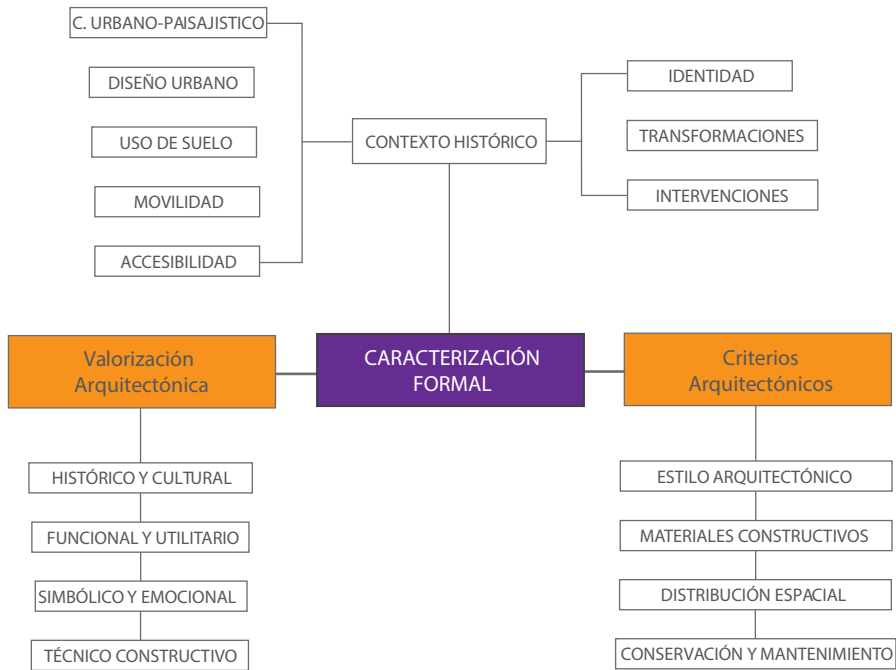 C. URBANO-PAISAJISTICO
DISEÑO URBANO
USO DE SUELO
MOVILIDAD
ACCESIBILIDAD
CONTEXTO HISTÓRICO
IDENTIDAD
TRANSFORMACIONES
INTERVENCIONES
Valorización
Arquitectónica
CARACTERIZACIÓN
FORMAL
Criterios
Arquitectónicos
HISTÓRICO Y CULTURAL
FUNCIONAL Y UTILITARIO
SIMBÓLICO Y EMOCIONAL
TÉCNICO CONSTRUCTIVO
ESTILO ARQUITECTÓNICO
MATERIALES CONSTRUCTIVOS
DISTRIBUCIÓN ESPACIAL
CONSERVACIÓN Y MANTENIMIENTO